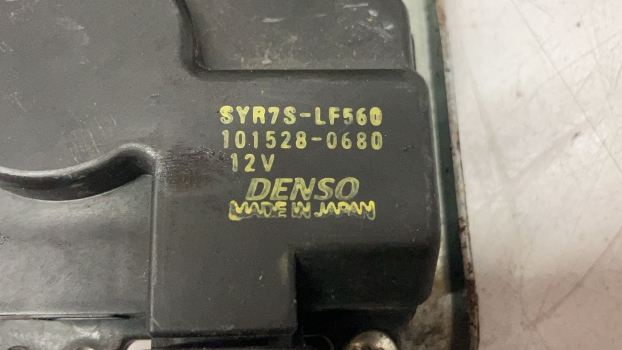 SYR7S-LF560
101528-0680
12V
DENSO
MADE IN JAPAN